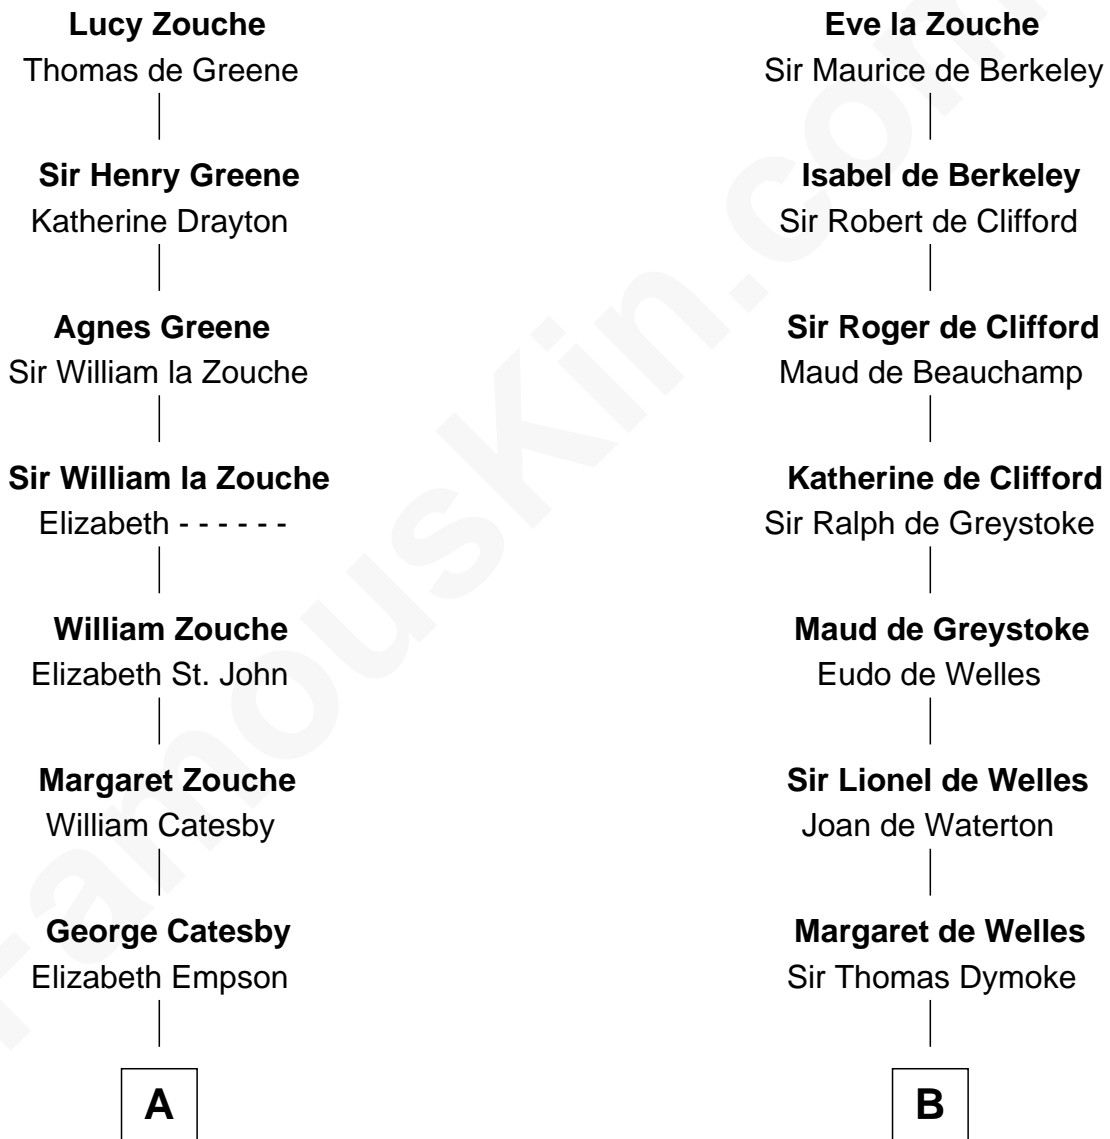 Lucy Zouche
Thomas de Greene
Sir Henry Greene
Katherine Drayton
Agnes Greene
Sir William la Zouche
Sir William la Zouche
Elizabeth - - - - - -
William Zouche
Elizabeth St. John
Margaret Zouche
William Catesby
George Catesby
Elizabeth Empson
A
Eve la Zouche
Sir Maurice de Berkeley
Isabel de Berkeley
Sir Robert de Clifford
Sir Roger de Clifford
Maud de Beauchamp
Katherine de Clifford
Sir Ralph de Greystoke
Maud de Greystoke
Eudo de Welles
Sir Lionel de Welles
Joan de Waterton
Margaret de Welles
Sir Thomas Dymoke
B
FamousKin.com